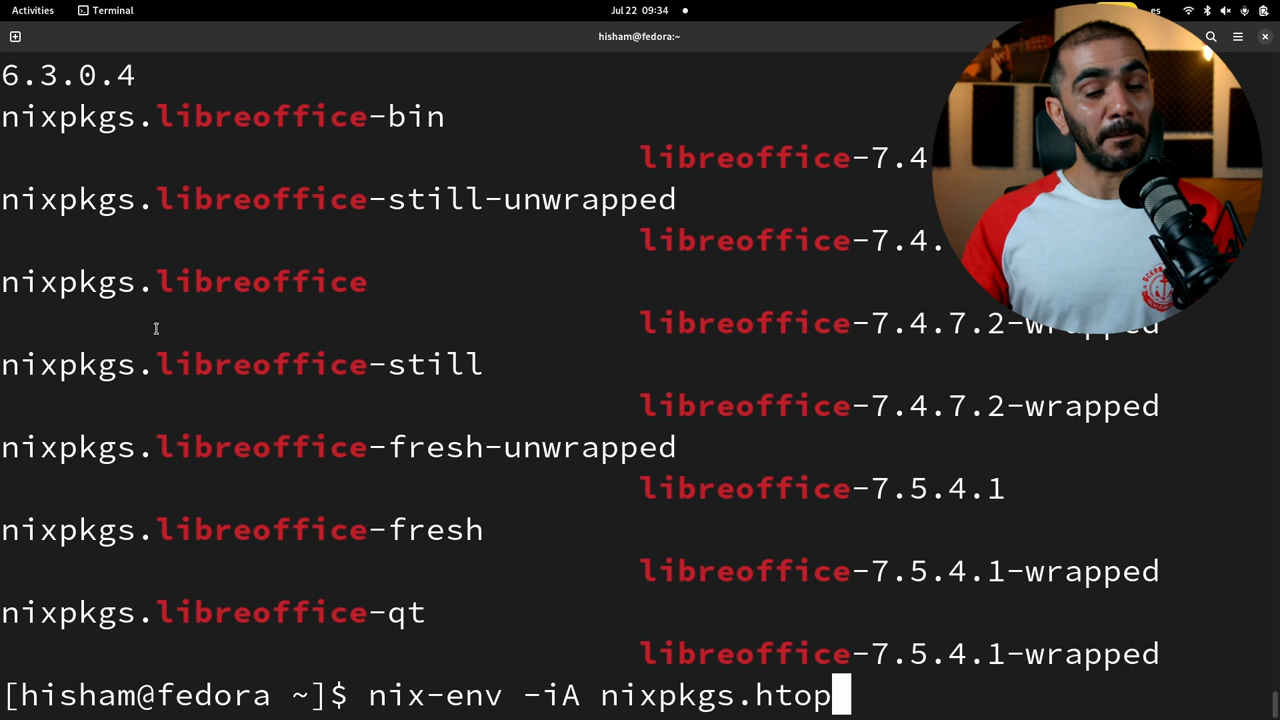 Activities Terminal Jul 22 09:34 es
hisham@fedora:~
6.3.0.4
nixpkgs.libreoffice-bin
libreoffice-7.4
nixpkgs.libreoffice-still-unwrapped
libreoffice-7.4.
nixpkgs.libreoffice
libreoffice-7.4.7.2-wrapped
nixpkgs.libreoffice-still
libreoffice-7.4.7.2-wrapped
nixpkgs.libreoffice-fresh-unwrapped
libreoffice-7.5.4.1
nixpkgs.libreoffice-fresh
libreoffice-7.5.4.1-wrapped
nixpkgs.libreoffice-qt
libreoffice-7.5.4.1-wrapped
[hisham@fedora ~]$ nix-env -iA nixpkgs.htop